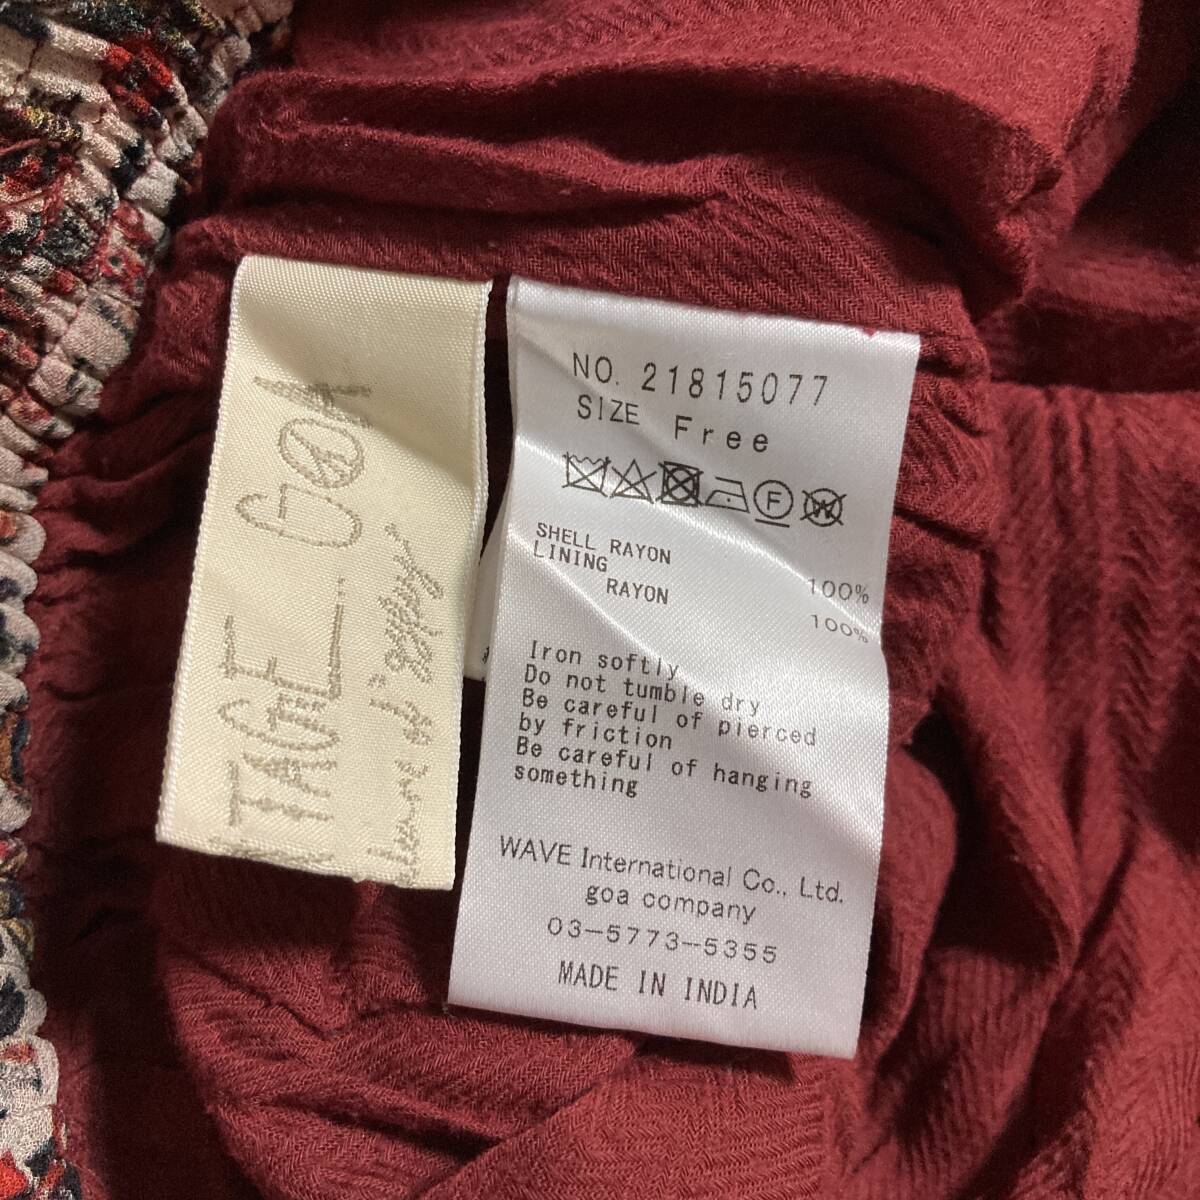 TAGE..GOA
NO. 21815077
SIZE Free
F
W
SHELL RAYON 100%
LINING
RAYON 100%
Iron softly
Do not tumble dry
Be careful of pierced
by friction
Be careful of hanging
something
WAVE International Co., Ltd.
goa company
03-5773-5355
MADE IN INDIA